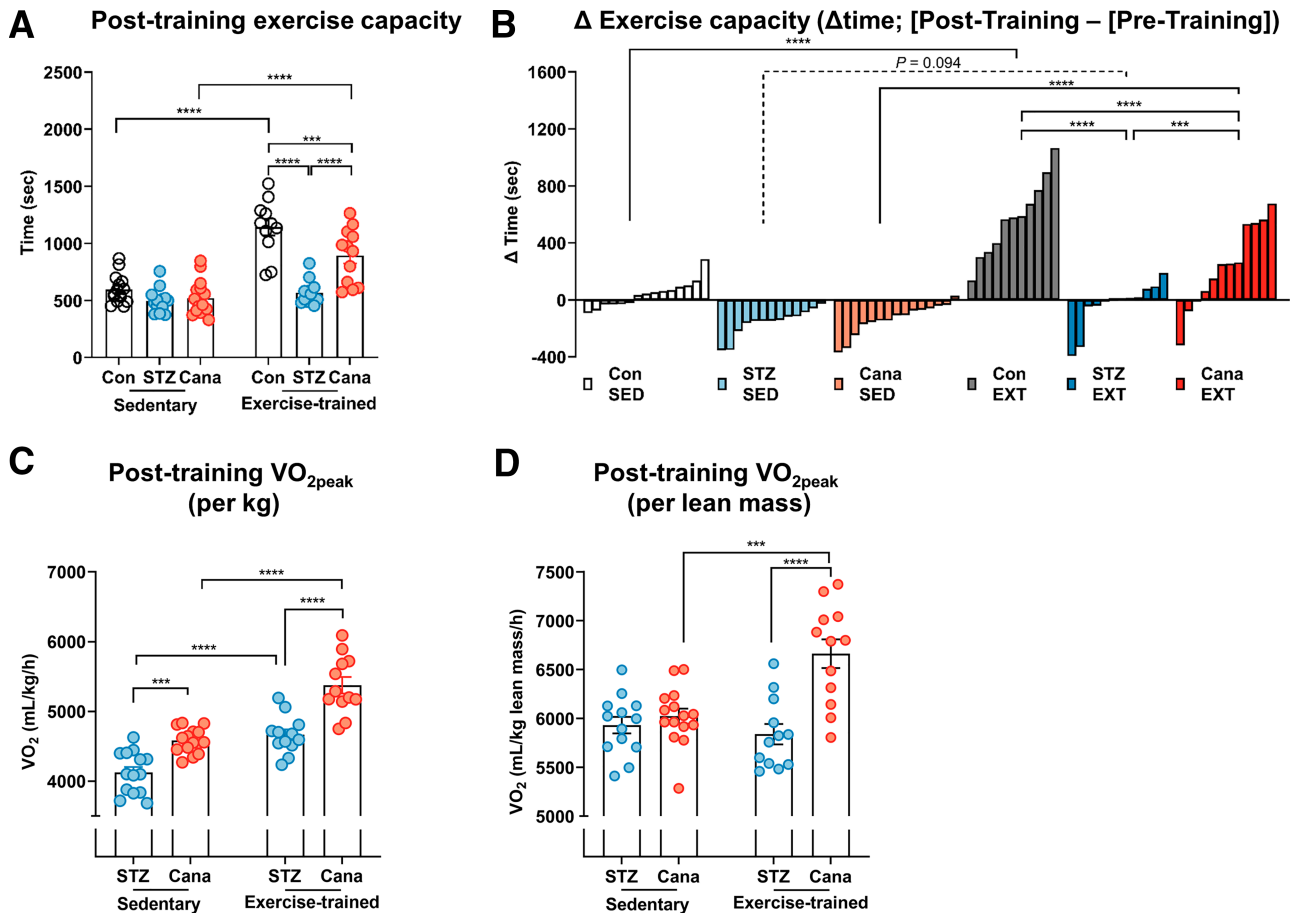 A
Post-training exercise capacity
2500
2000
1500
1000
500
0
Time (sec)
****
****
***
****
****
Con STZ Cana
Sedentary
Con STZ Cana
Exercise-trained
B
Δ Exercise capacity (Δtime; [Post-Training – [Pre-Training])
1600
1200
800
400
0
-400
Δ Time (sec)
****
P = 0.094
****
****
****
***
Con
SED
STZ
SED
Cana
SED
Con
EXT
STZ
EXT
Cana
EXT
C
Post-training VO2peak
(per kg)
7000
6000
5000
4000
VO2 (mL/kg/h)
****
****
****
***
STZ Cana
Sedentary
STZ Cana
Exercise-trained
D
Post-training VO2peak
(per lean mass)
7500
7000
6500
6000
5500
5000
VO2 (mL/kg lean mass/h)
***
****
STZ Cana
Sedentary
STZ Cana
Exercise-trained